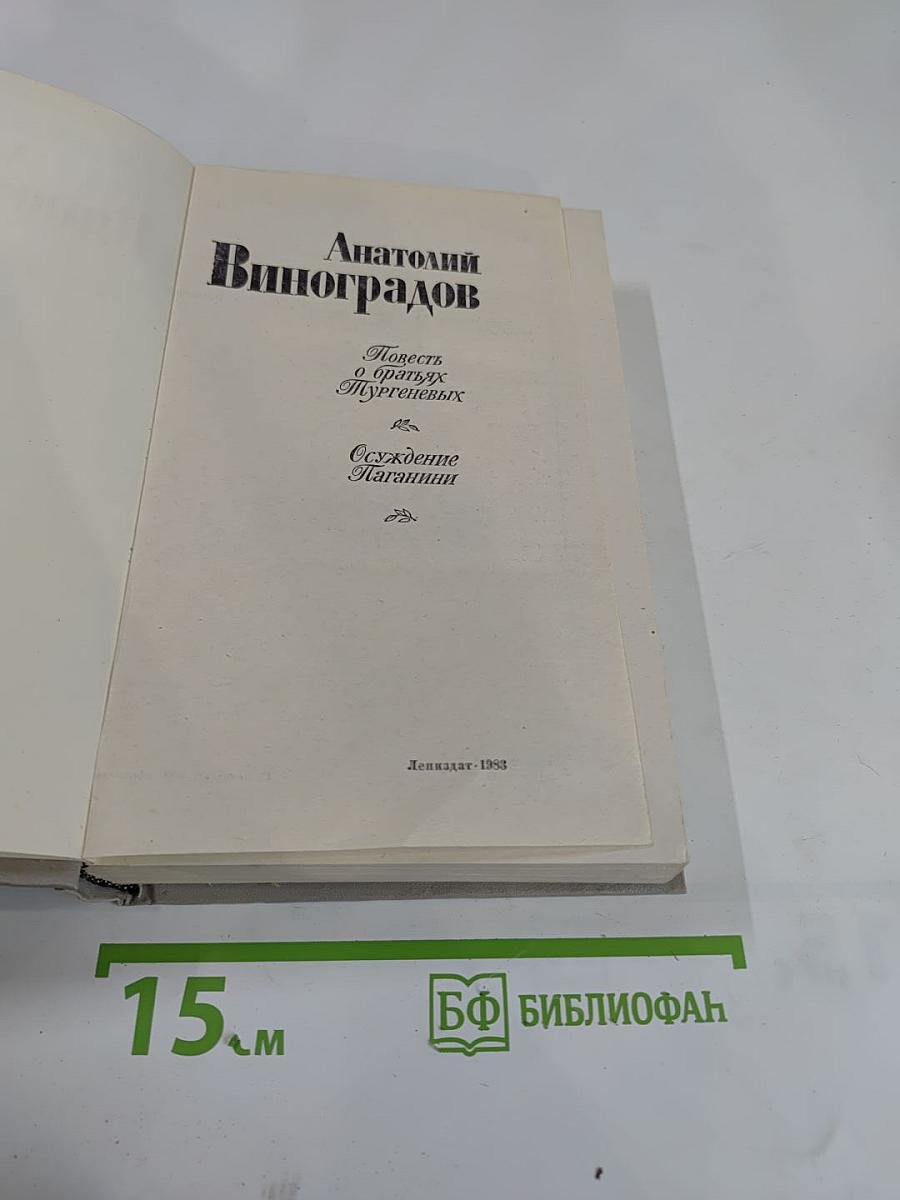 Анатолий
Виноградов
Повесть
о братьях
Тургеневых
Осуждение
Паганини
Лениздат · 1983
15 см
БФ БИБЛИОФАН